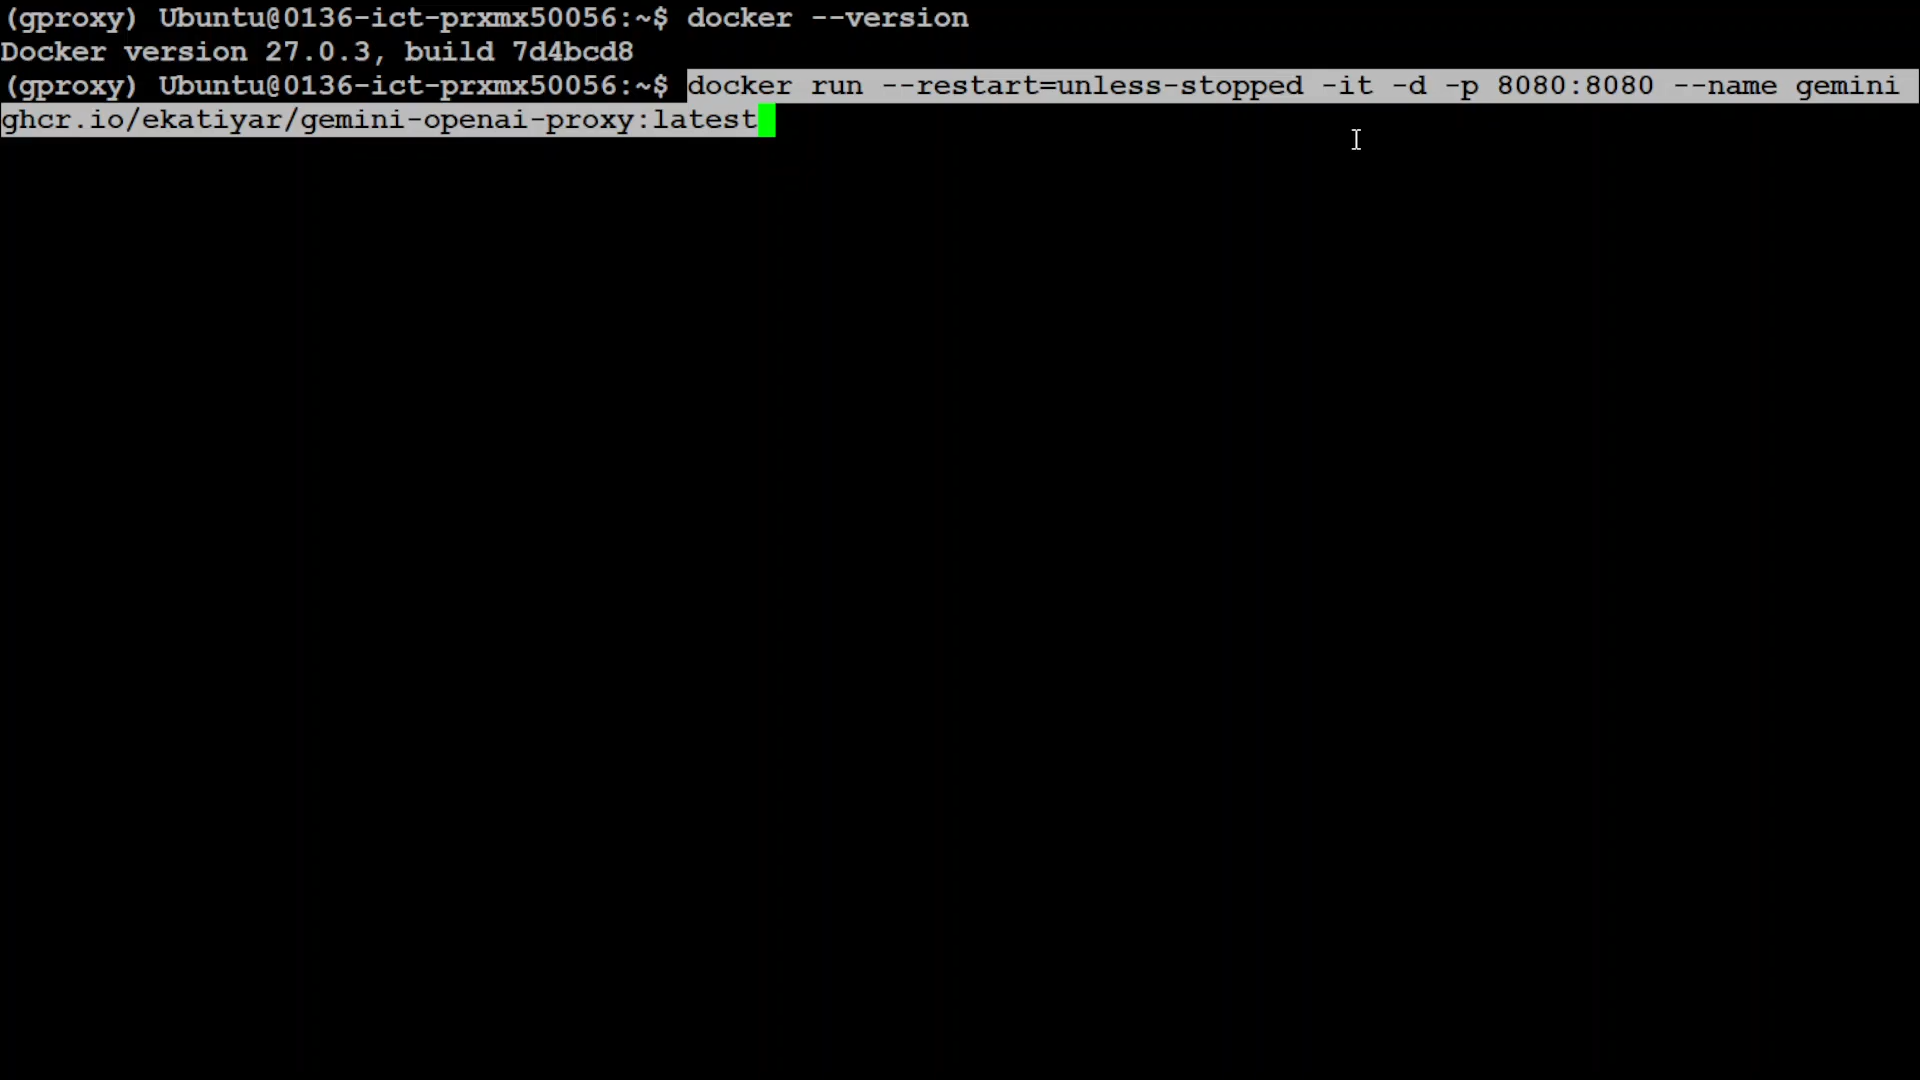 (gproxy) Ubuntu@0136-ict-prxmx50056:~$ docker --version
Docker version 27.0.3, build 7d4bcd8
(gproxy) Ubuntu@0136-ict-prxmx50056:~$ docker run --restart=unless-stopped -it -d -p 8080:8080 --name gemini
ghcr.io/ekatiyar/gemini-openai-proxy:latest